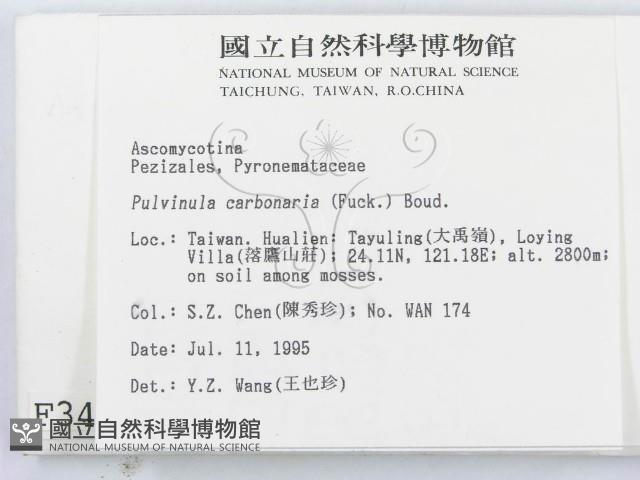 國立自然科學博物館
NATIONAL MUSEUM OF NATURAL SCIENCE
TAICHUNG, TAIWAN, R.O.CHINA
Ascomycotina
Pezizales, Pyronemataceae
Pulvinula carbonaria (Fuck.) Boud.
Loc.: Taiwan. Hualien: Tayuling(大禹嶺), Loying
Villa(落鷹山莊); 24.11N, 121.18E; alt. 2800m;
on soil among mosses.
Col.: S.Z. Chen(陳秀珍); No. WAN 174
Date: Jul. 11, 1995
Det.: Y.Z. Wang(王也珍)
F34
國立自然科學博物館
NATIONAL MUSEUM OF NATURAL SCIENCE